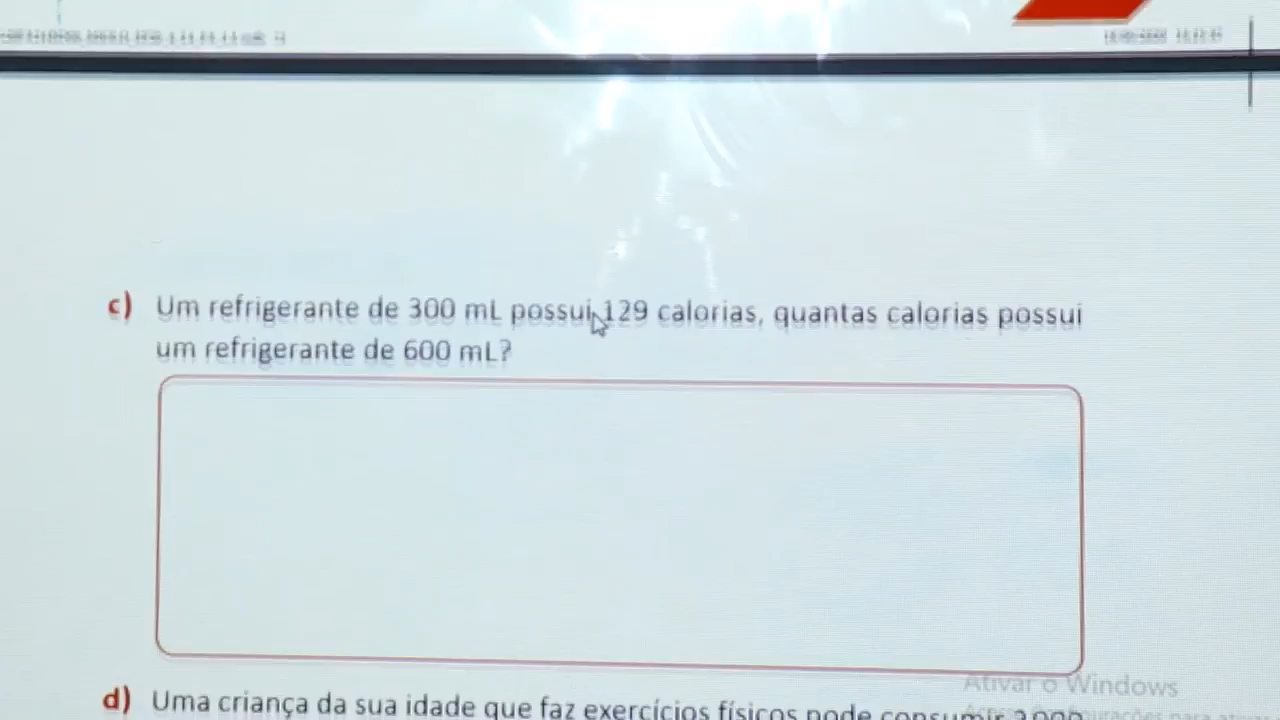 c) Um refrigerante de 300 mL possui 129 calorias, quantas calorias possui
um refrigerante de 600 mL?
Ativar o Windows
d) Uma criança da sua idade que faz exercícios físicos pode consumir